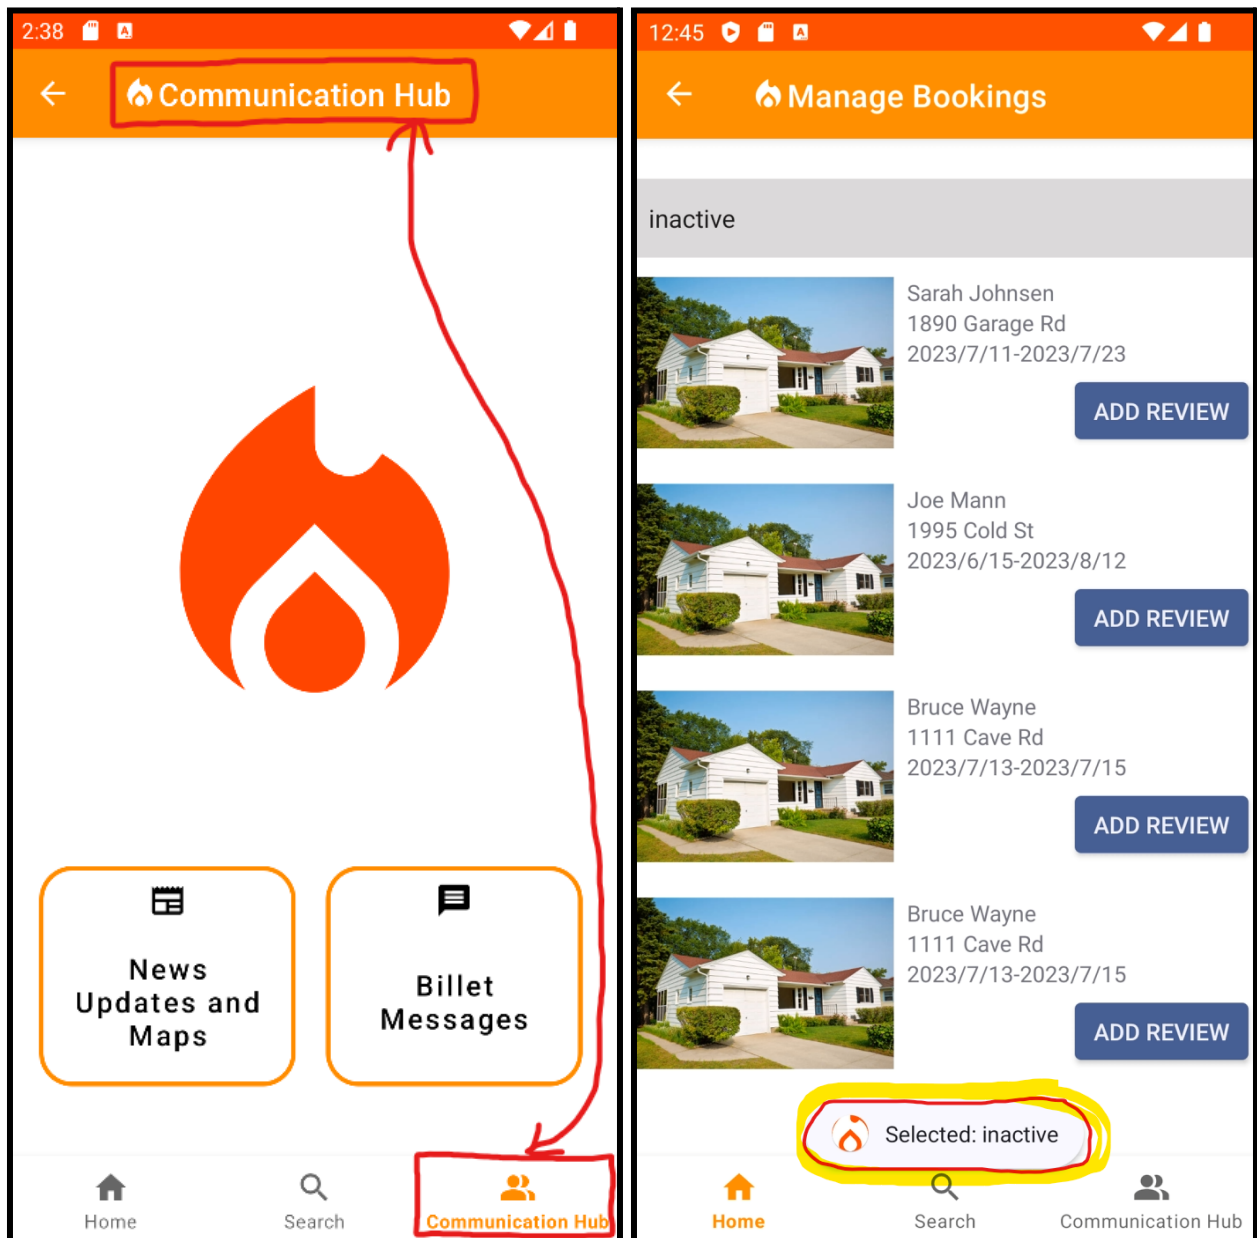 2:38
Communication Hub
News
Updates and
Maps
Billet
Messages
Home
Search
Communication Hub
12:45
Manage Bookings
inactive
Sarah Johnsen
1890 Garage Rd
2023/7/11-2023/7/23
ADD REVIEW
Joe Mann
1995 Cold St
2023/6/15-2023/8/12
ADD REVIEW
Bruce Wayne
1111 Cave Rd
2023/7/13-2023/7/15
ADD REVIEW
Bruce Wayne
1111 Cave Rd
2023/7/13-2023/7/15
ADD REVIEW
Selected: inactive
Home
Search
Communication Hub